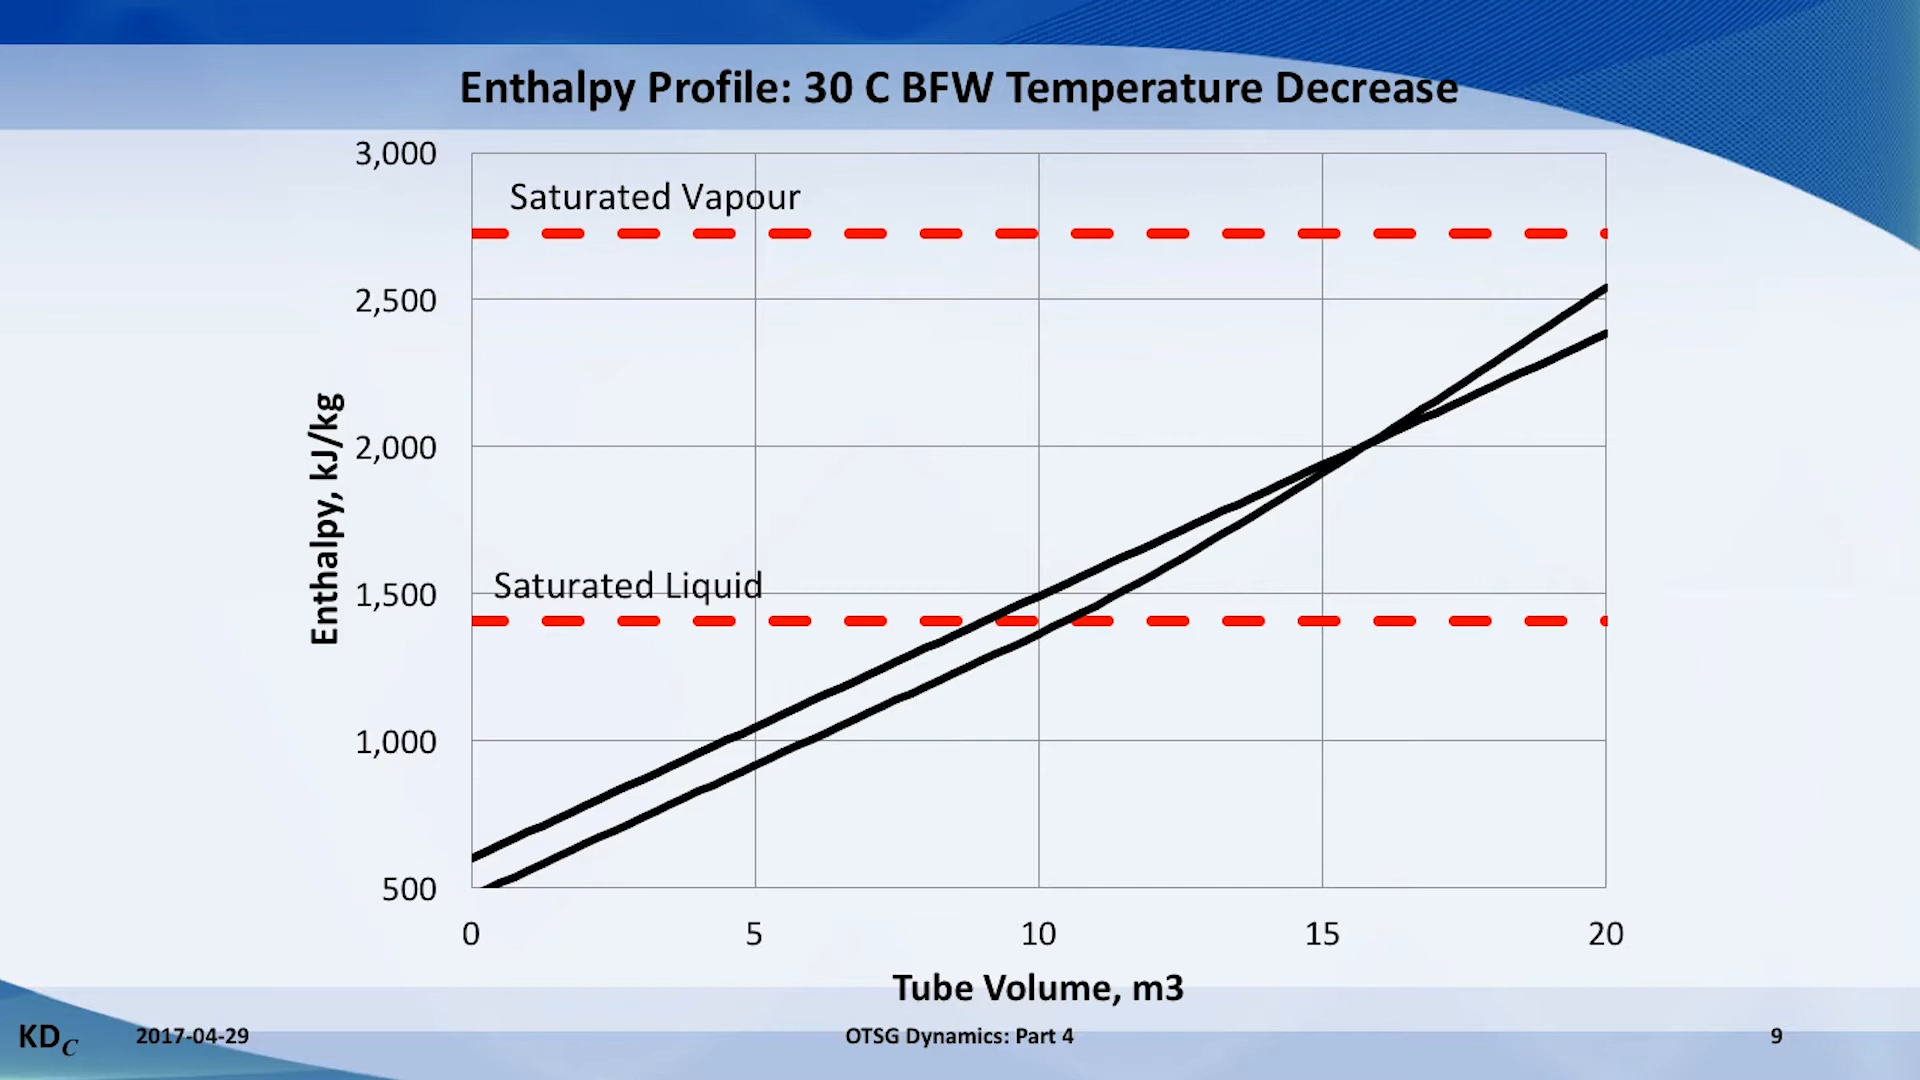 Enthalpy Profile: 30 C BFW Temperature Decrease
3,000
Saturated Vapour
2,500
2,000
Enthalpy, kJ/kg
Saturated Liquid
1,500
1,000
500
0 5 10 15 20
Tube Volume, m3
KDC 2017-04-29 OTSG Dynamics: Part 4 9